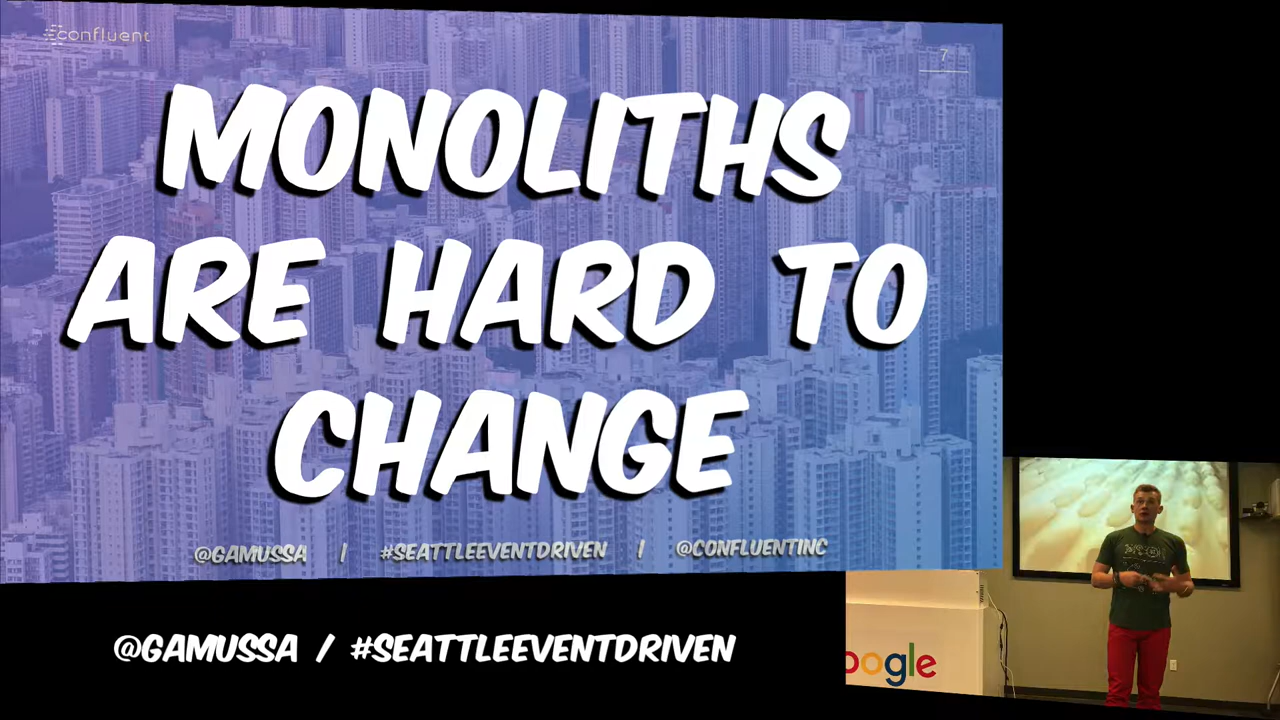 confluent
7
MONOLITHS
ARE HARD TO
CHANGE
@GAMUSSA / #SEATTLEEVENTDRIVEN / @CONFLUENTINC
@GAMUSSA / #SEATTLEEVENTDRIVEN
oogle